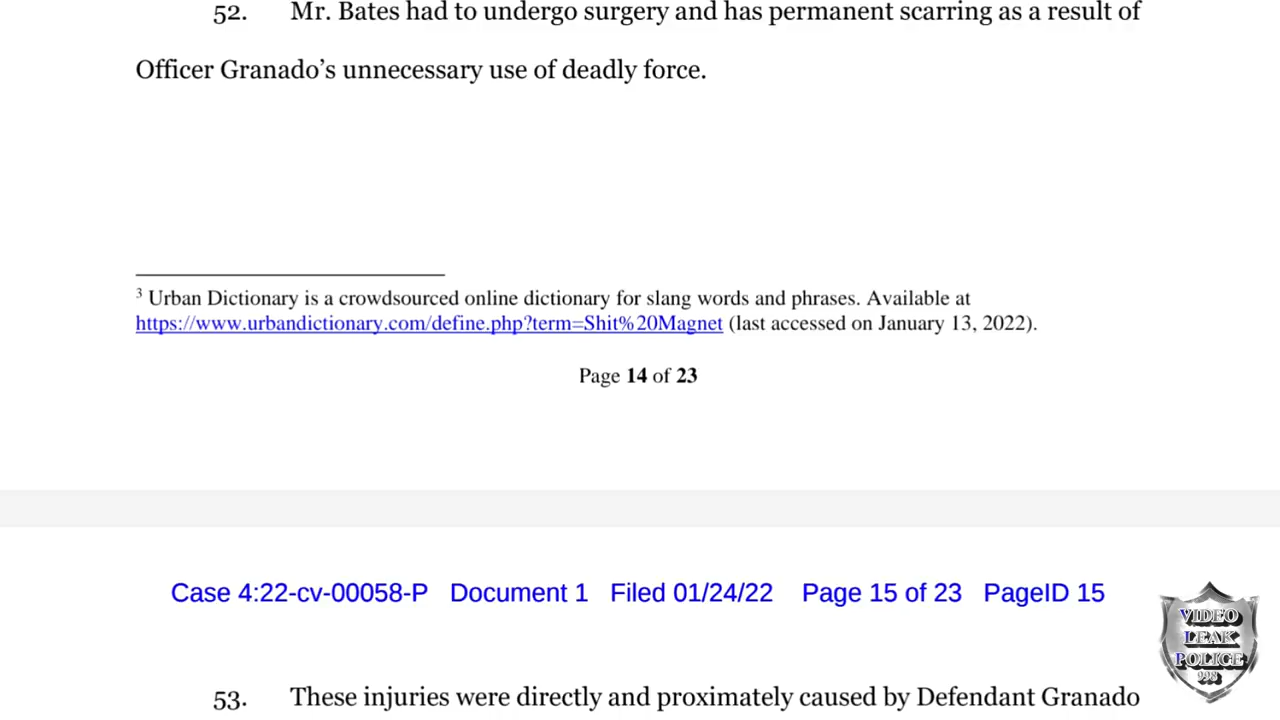 52. Mr. Bates had to undergo surgery and has permanent scarring as a result of
Officer Granado’s unnecessary use of deadly force.
3 Urban Dictionary is a crowdsourced online dictionary for slang words and phrases. Available at
https://www.urbandictionary.com/define.php?term=Shit%20Magnet (last accessed on January 13, 2022).
Page 14 of 23
Case 4:22-cv-00058-P Document 1 Filed 01/24/22 Page 15 of 23 PageID 15
VIDEO
LEAK
POLICE
998
53. These injuries were directly and proximately caused by Defendant Granado